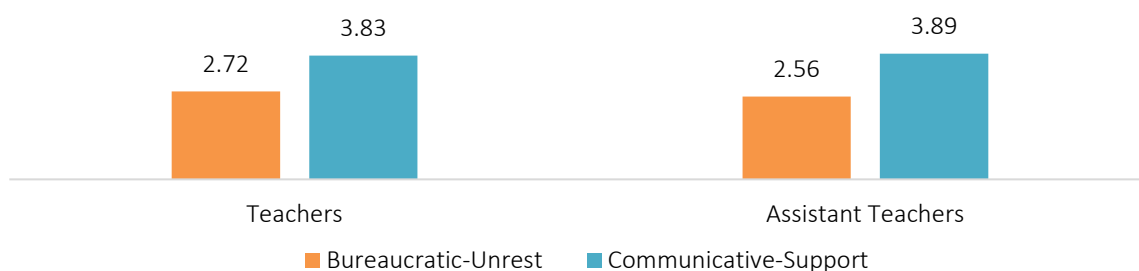 3.83
3.89
2.72
2.56
Teachers
Assistant Teachers
Bureaucratic-Unrest
Communicative-Support